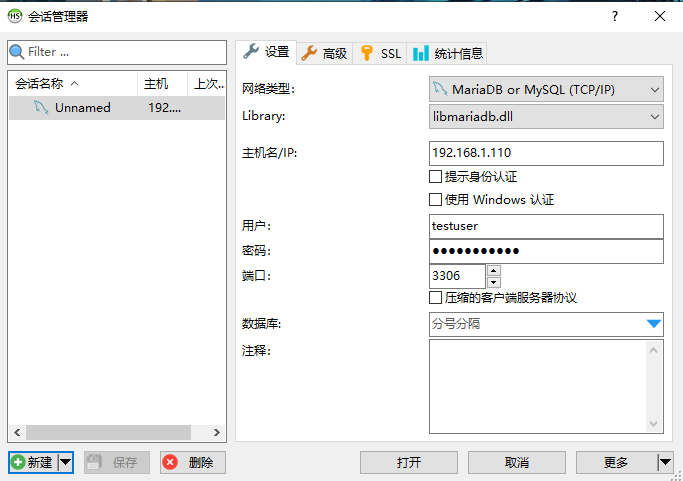 会话管理器
Filter ...
会话名称 主机 上次...
Unnamed 192....
设置 高级 SSL 统计信息
网络类型: MariaDB or MySQL (TCP/IP)
Library: libmariadb.dll
主机名/IP: 192.168.1.110
提示身份认证
使用 Windows 认证
用户: testuser
密码: ●●●●●●●●●●●
端口: 3306
压缩的客户端服务器协议
数据库: 分号分隔
注释:
新建 保存 删除 打开 取消 更多